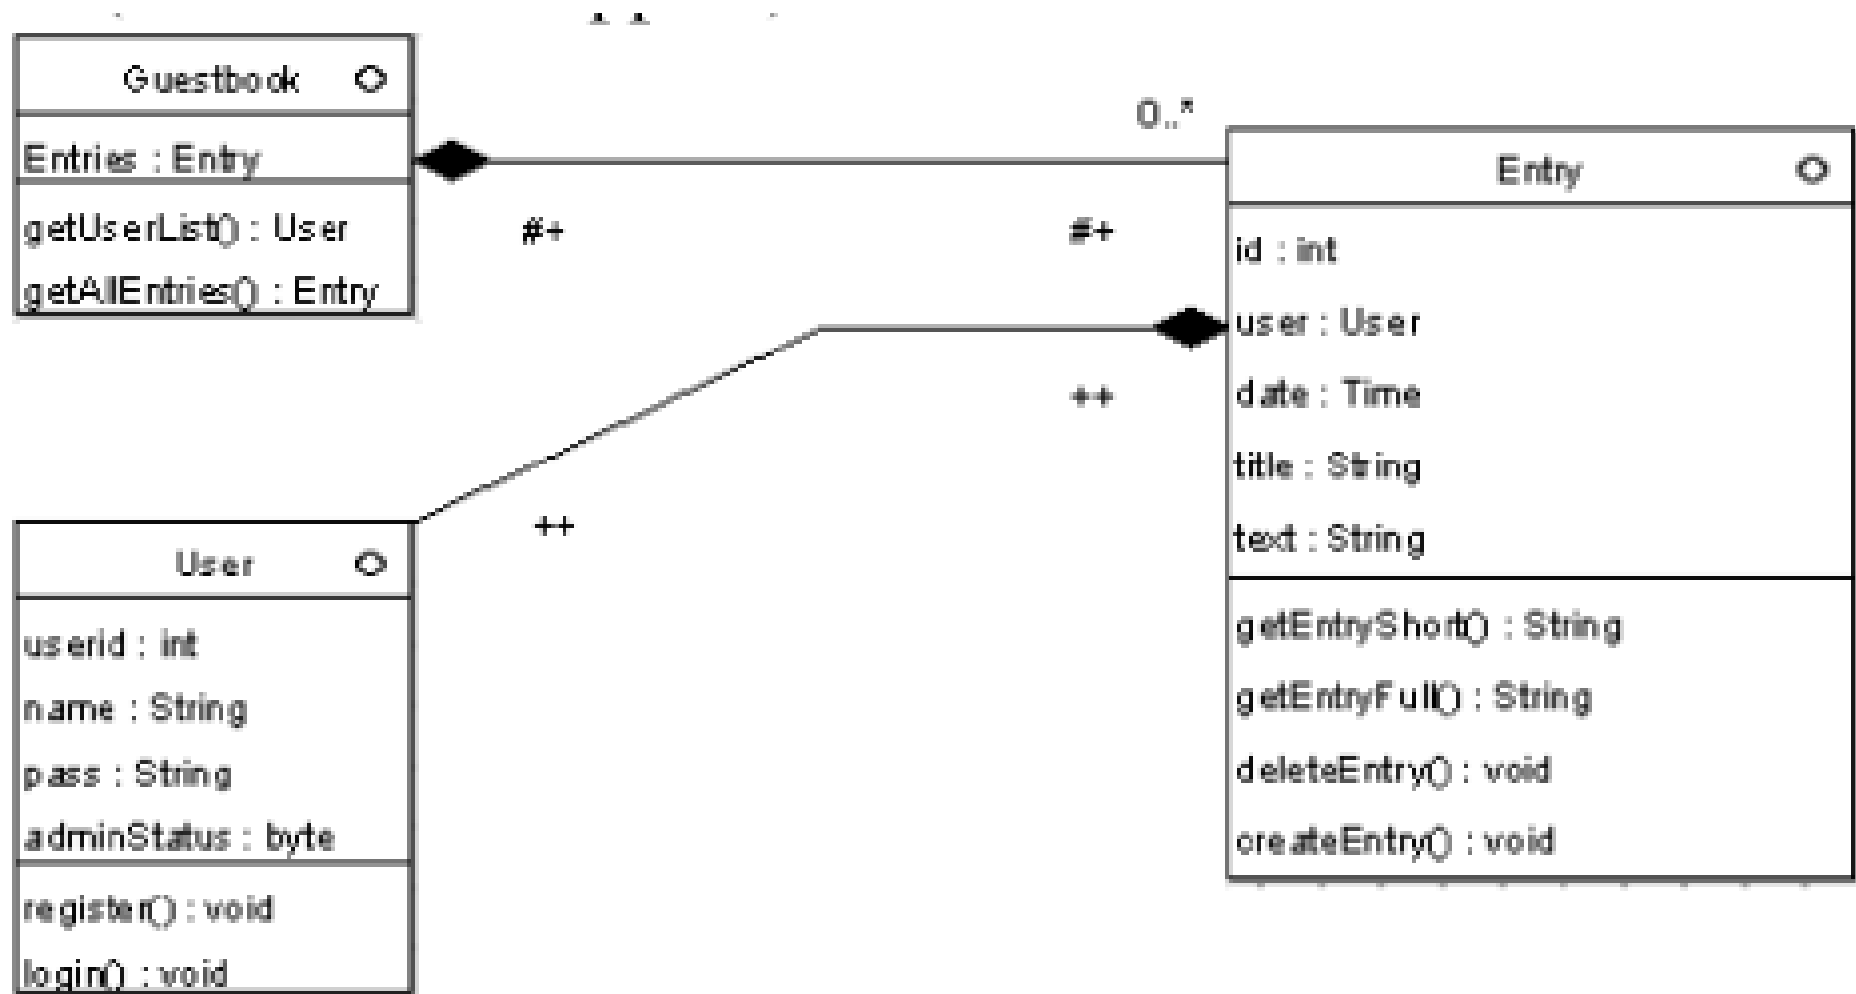 Guestbook
Entries : Entry
getUserList() : User
getAllEntries() : Entry
0..*
#+
#+
Entry
id : int
user : User
date : Time
title : String
text : String
getEntryShort() : String
getEntryFull() : String
deleteEntry() : void
createEntry() : void
++
++
User
userid : int
name : String
pass : String
adminStatus : byte
register() : void
login() : void